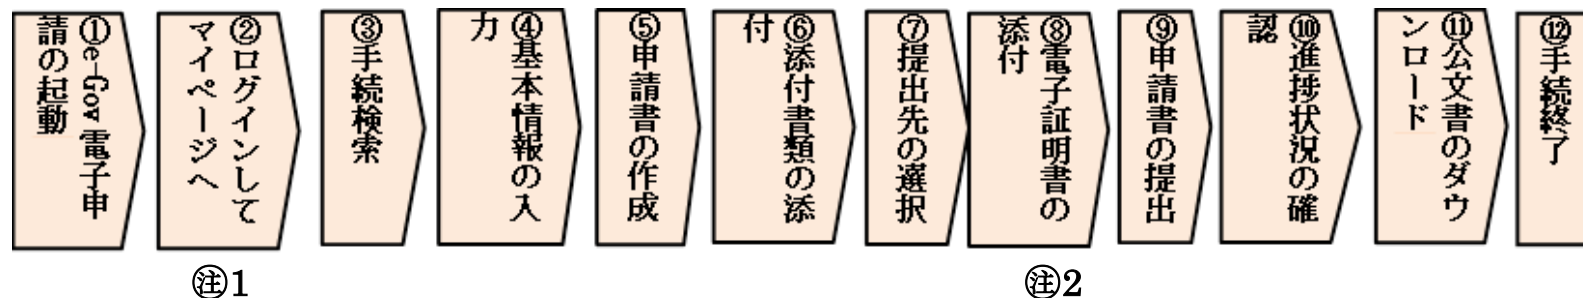 ①e-Gov電子申
請の起動
②ログインして
マイページへ
③手続検索
④基本情報の入
力
⑤申請書の作成
⑥添付書類の添
付
⑦提出先の選択
⑧電子証明書の
添付
⑨申請書の提出
⑩進捗状況の確
認
⑪公文書のダウ
ンロード
⑫手続終了
㊟1
㊟2